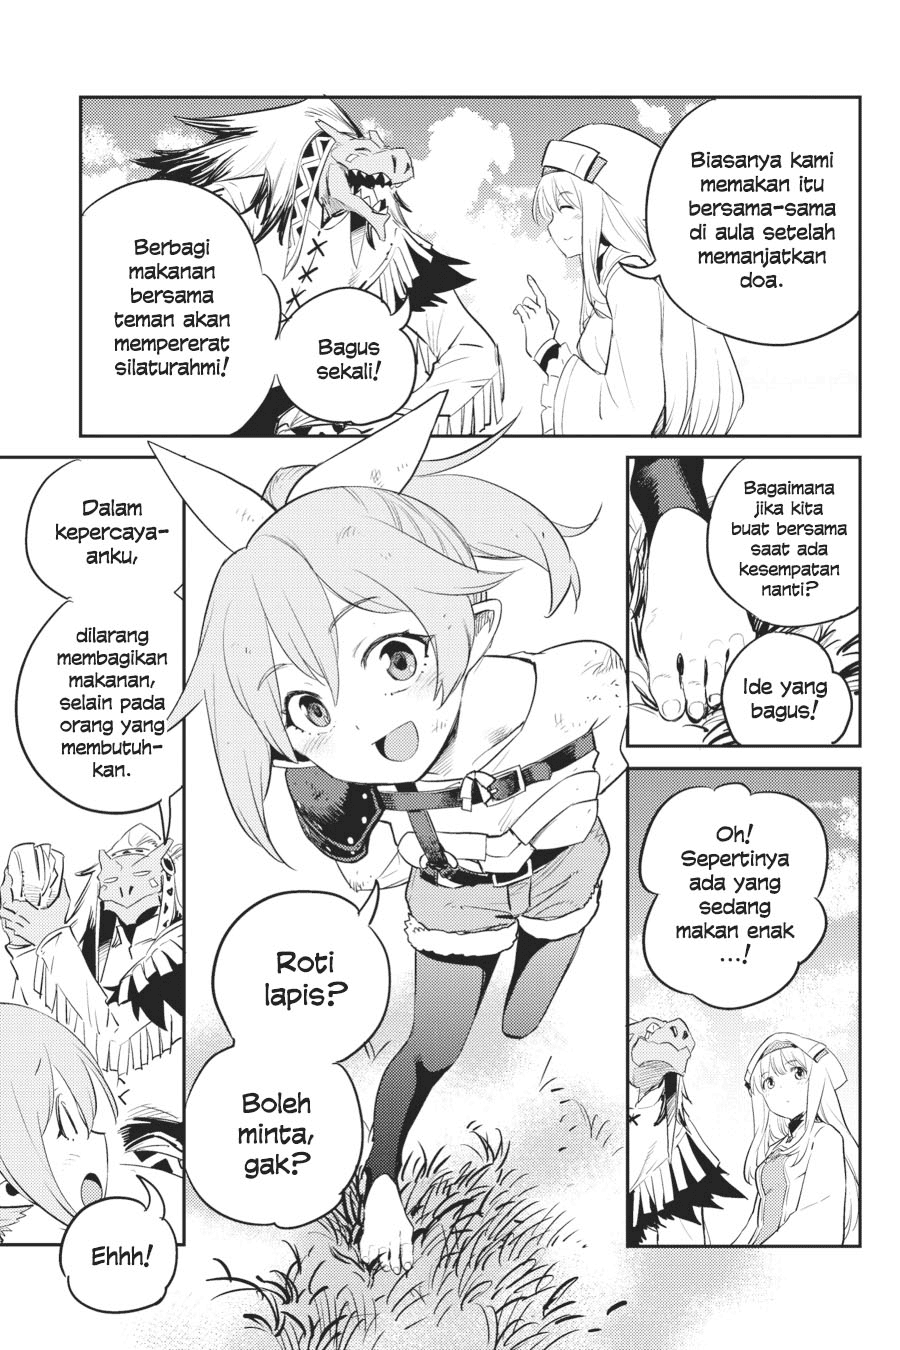 Biasanya kami
memakan itu
bersama-sama
di aula setelah
memanjatkan
doa.
Bagus
sekali!
Berbagi
makanan
bersama
teman akan
mempererat
silaturahmi!
Bagaimana
jika kita
buat bersama
saat ada
kesempatan
nanti?
Ide yang
bagus!
Oh!
Sepertinya
ada yang
sedang
makan enak
...!
Roti
lapis?
Boleh
minta,
gak?
Dalam
kepercaya-
anku,
dilarang
membagikan
makanan,
selain pada
orang yang
membutuh-
kan.
Ehhh!